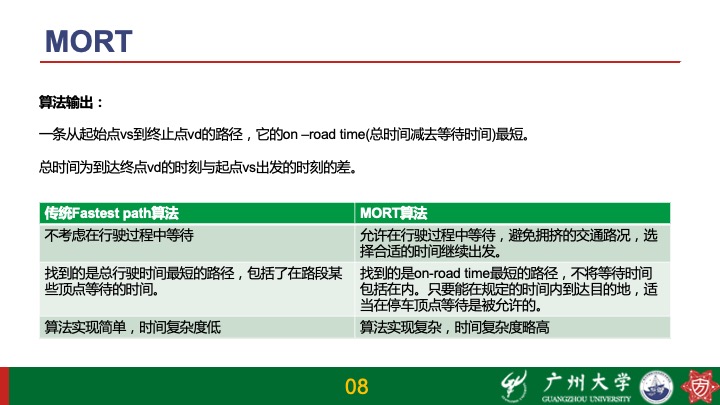 MORT
算法输出：
一条从起始点vs到终止点vd的路径，它的on –road time(总时间减去等待时间)最短。
总时间为到达终点vd的时刻与起点vs出发的时刻的差。
传统Fastest path算法
MORT算法
不考虑在行驶过程中等待
允许在行驶过程中等待，避免拥挤的交通路况，选
择合适的时间继续出发。
找到的是总行驶时间最短的路径，包括了在路段某
些顶点等待的时间。
找到的是on-road time最短的路径，不将等待时间
包括在内。只要能在规定的时间内到达目的地，适
当在停车顶点等待是被允许的。
算法实现简单，时间复杂度低
算法实现复杂，时间复杂度略高
08
广州大学
GUANGZHOU UNIVERSITY